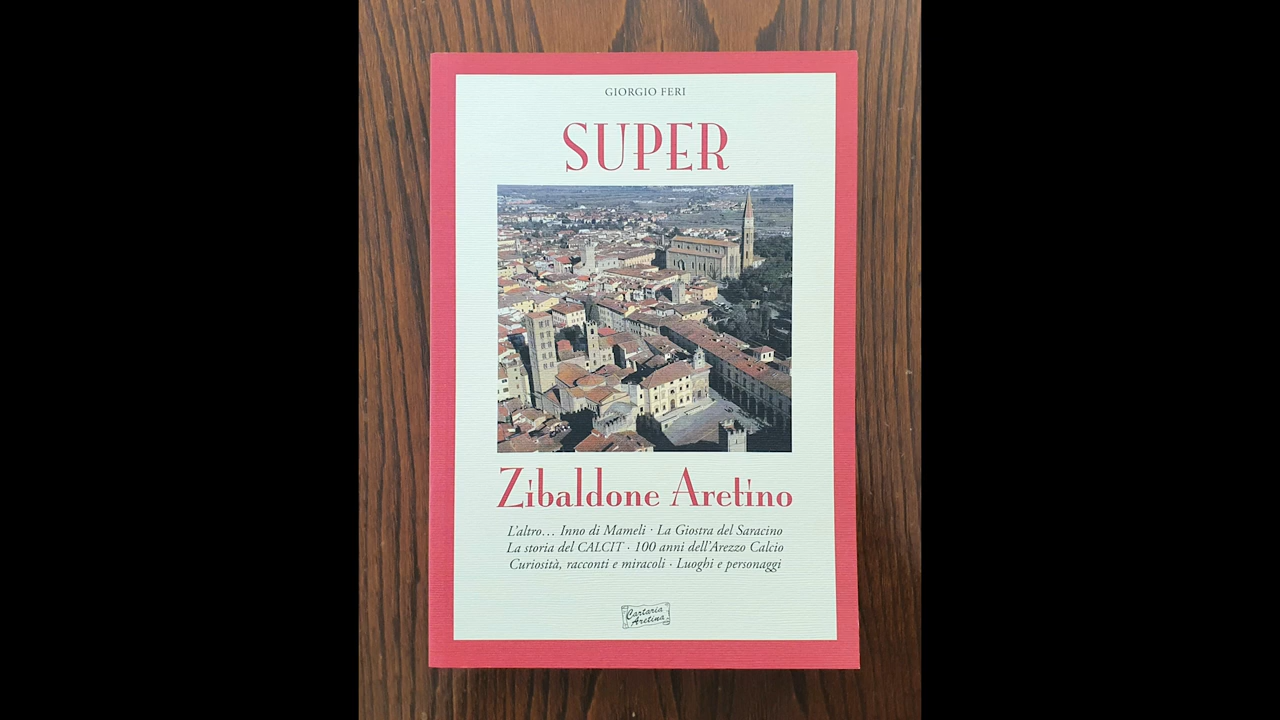 GIORGIO FERI
SUPER
Zibaldone Aretino
L'altro... Inno di Mameli · La Giostra del Saracino
La storia del CALCIT · 100 anni dell'Arezzo Calcio
Curiosità, racconti e miracoli · Luoghi e personaggi
Cartaria
Aretina